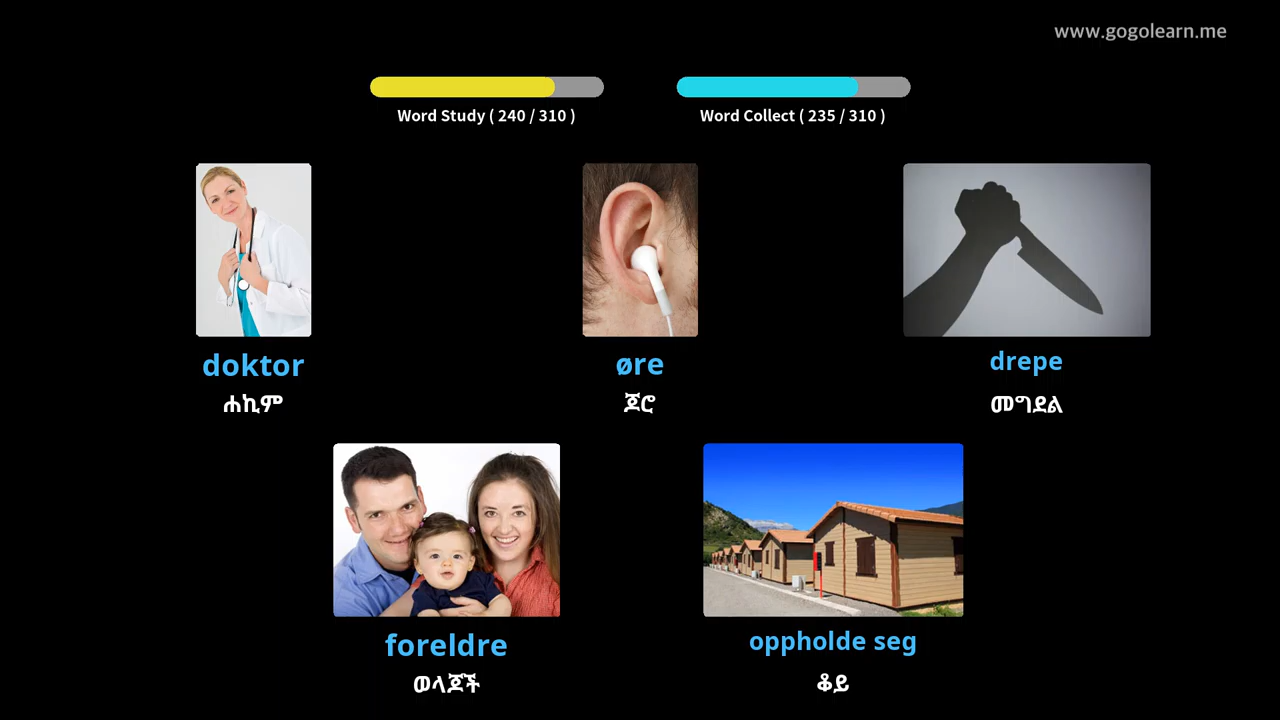 www.gogolearn.me
Word Study ( 240 / 310 )
Word Collect ( 235 / 310 )
doktor
ሐኪም
øre
ጆሮ
drepe
መግደል
foreldre
ወላጆች
oppholde seg
ቆይ